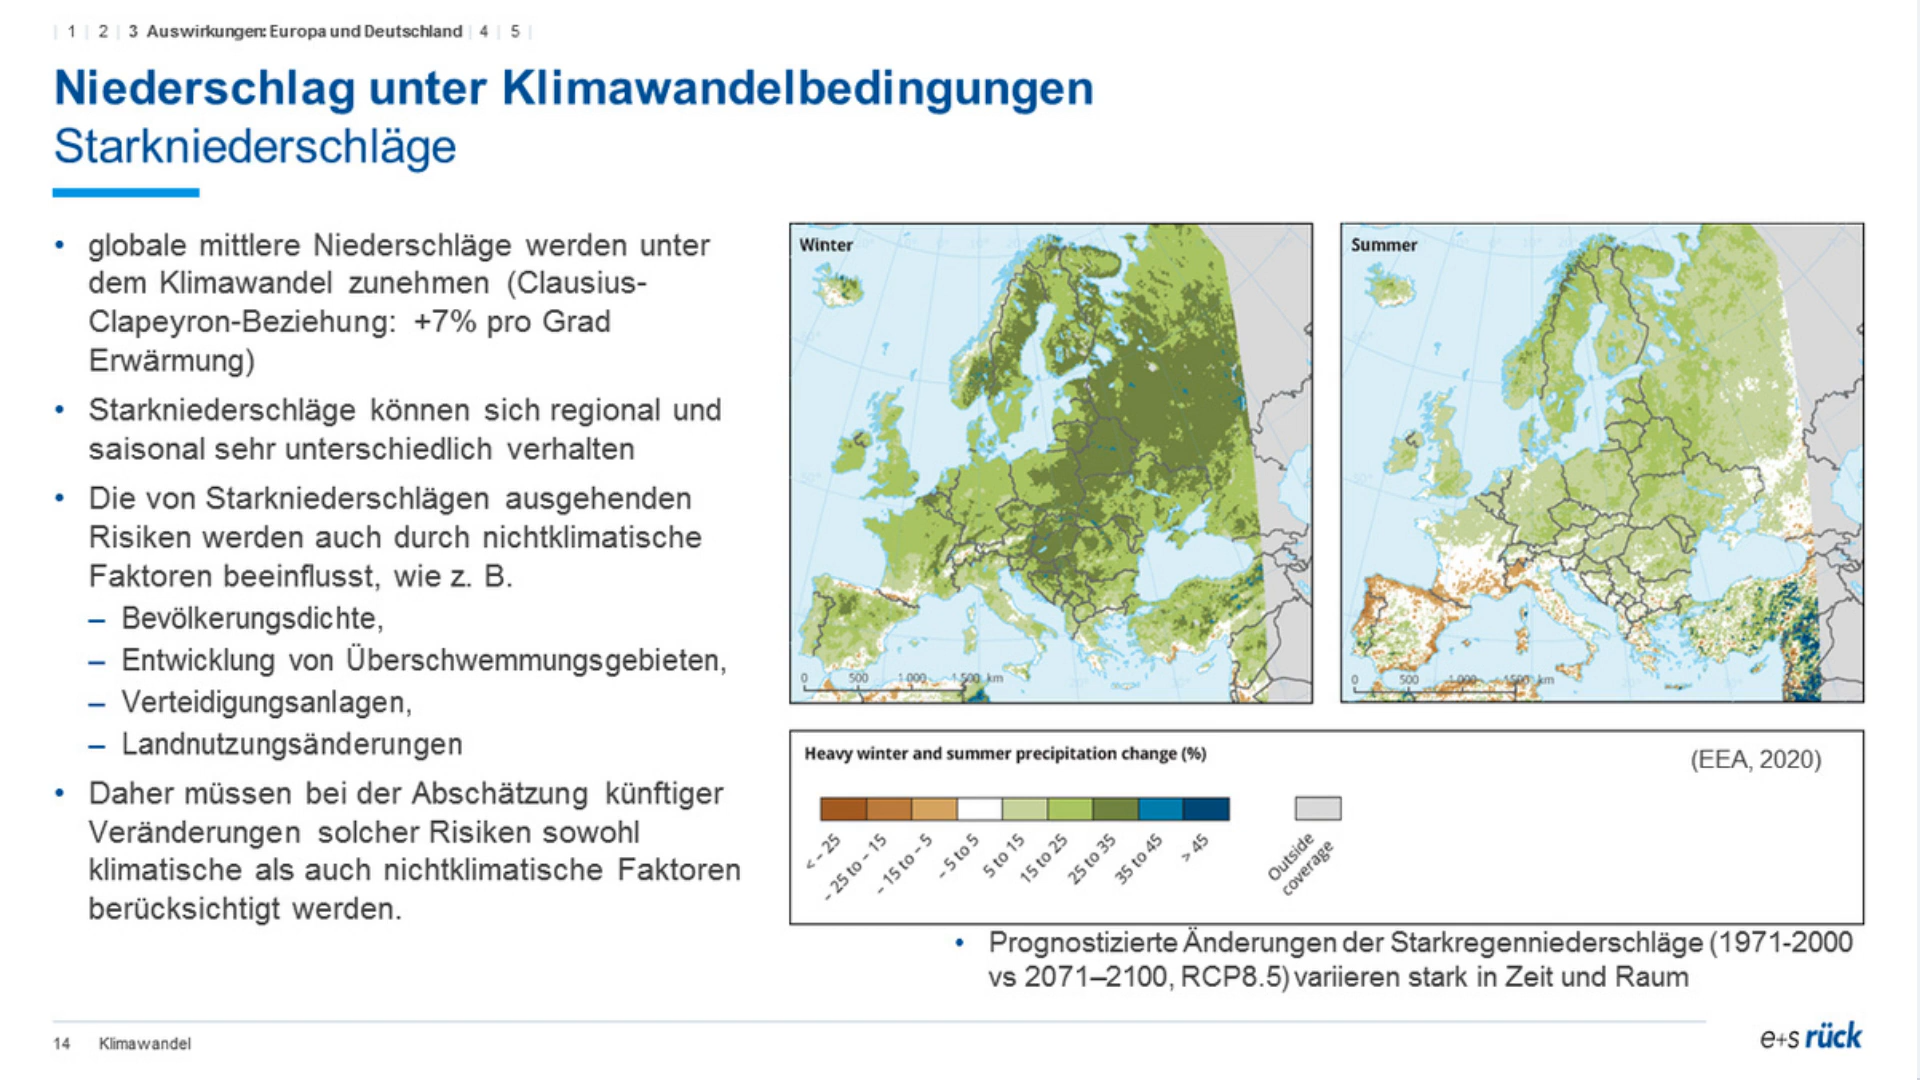 1 | 2 | 3 Auswirkungen: Europa und Deutschland | 4 | 5
Niederschlag unter Klimawandelbedingungen
Starkniederschläge
• globale mittlere Niederschläge werden unter
dem Klimawandel zunehmen (Clausius-
Clapeyron-Beziehung: +7% pro Grad
Erwärmung)
• Starkniederschläge können sich regional und
saisonal sehr unterschiedlich verhalten
• Die von Starkniederschlägen ausgehenden
Risiken werden auch durch nichtklimatische
Faktoren beeinflusst, wie z. B.
– Bevölkerungsdichte,
– Entwicklung von Überschwemmungsgebieten,
– Verteidigungsanlagen,
– Landnutzungsänderungen
• Daher müssen bei der Abschätzung künftiger
Veränderungen solcher Risiken sowohl
klimatische als auch nichtklimatische Faktoren
berücksichtigt werden.
Winter
0 500 1 000 1 500 km
Summer
0 500 1 000 1 500 km
Heavy winter and summer precipitation change (%)
(EEA, 2020)
< - 25
- 25 to - 15
- 15 to - 5
- 5 to 5
5 to 15
15 to 25
25 to 35
35 to 45
> 45
Outside
coverage
• Prognostizierte Änderungen der Starkregenniederschläge (1971-2000
vs 2071–2100, RCP8.5) variieren stark in Zeit und Raum
14 Klimawandel
e+s rück